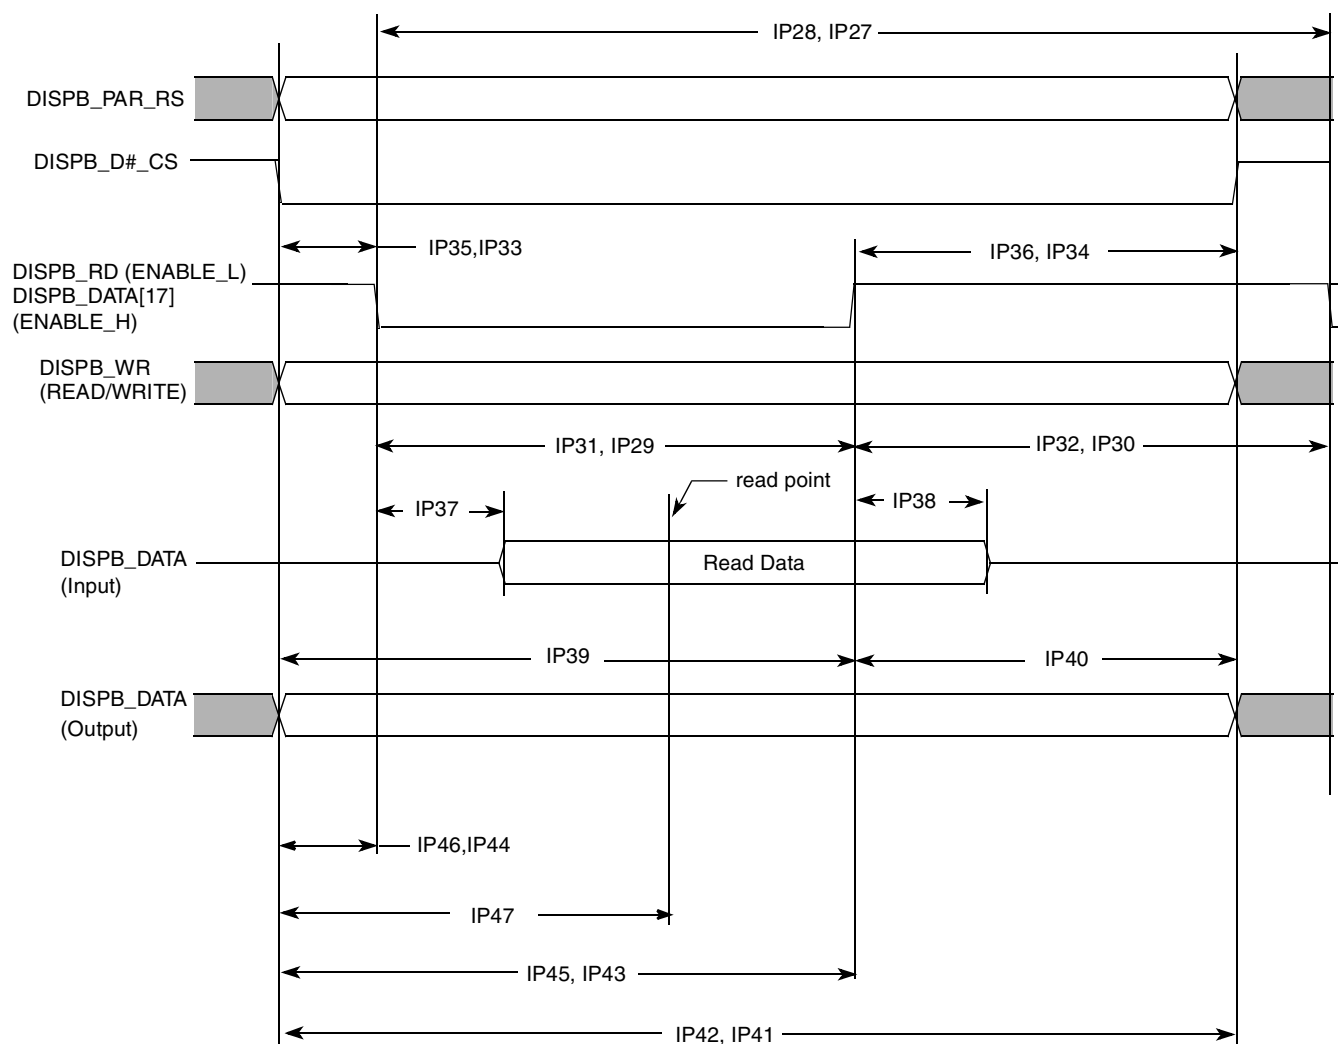 IP28, IP27
DISPB_PAR_RS
DISPB_D#_CS
IP35,IP33
IP36, IP34
DISPB_RD (ENABLE_L)
DISPB_DATA[17]
(ENABLE_H)
DISPB_WR
(READ/WRITE)
IP31, IP29
IP32, IP30
read point
IP37
IP38
DISPB_DATA
(Input)
Read Data
IP39
IP40
DISPB_DATA
(Output)
IP46,IP44
IP47
IP45, IP43
IP42, IP41